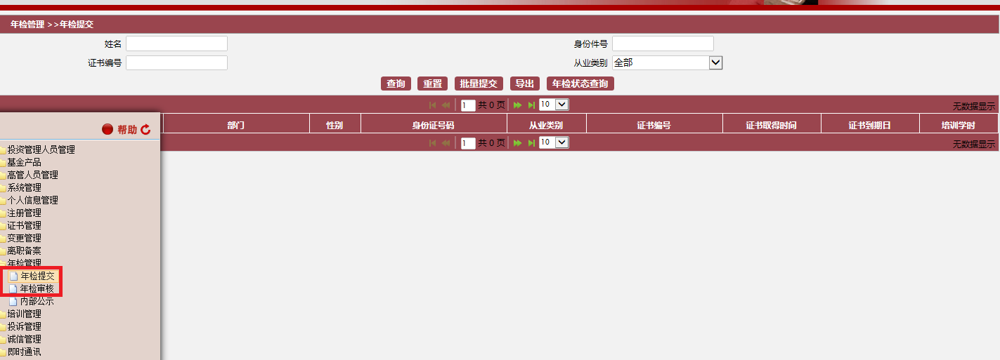 年检管理 >>年检提交
姓名 身份件号
证书编号 从业类别 全部
查询 重置 批量提交 导出 年检状态查询
1 共 0 页 10 无数据显示
部门 性别 身份证号码 从业类别 证书编号 证书取得时间 证书到期日 培训学时
1 共 0 页 10 无数据显示
帮助
投资管理人员管理
基金产品
高管人员管理
系统管理
个人信息管理
注册管理
证书管理
变更管理
离职备案
年检管理
年检提交
年检审核
内部公示
培训管理
投诉管理
诚信管理
即时通讯